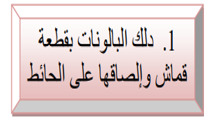 1. دلك البالونات بقطعة
قماش وإلصاقها على الحائط